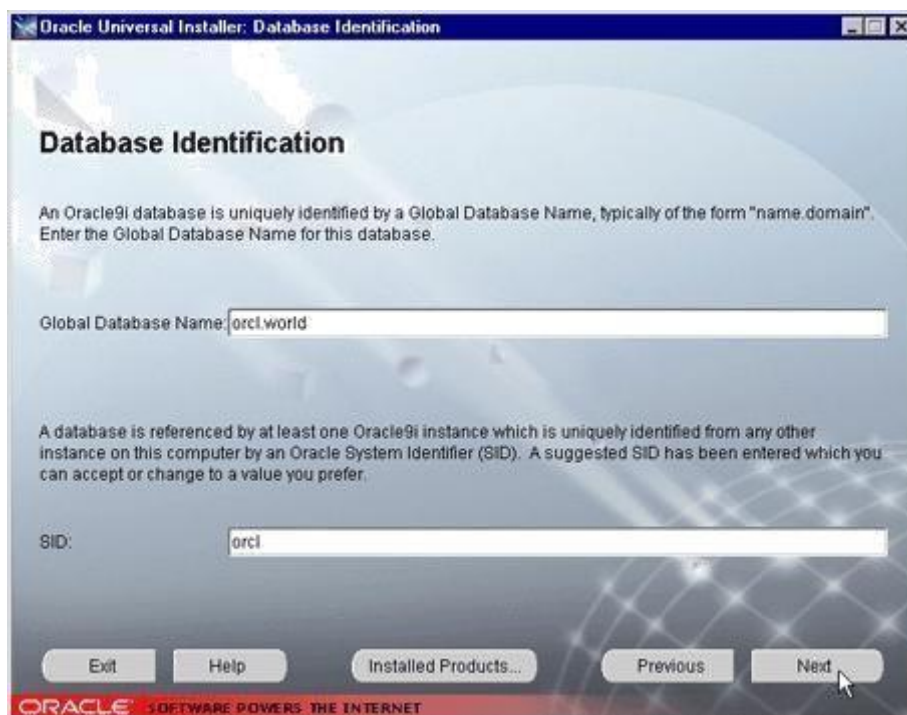 Oracle Universal Installer: Database Identification
Database Identification
An Oracle9i database is uniquely identified by a Global Database Name, typically of the form "name.domain".
Enter the Global Database Name for this database.
Global Database Name: orcl.world
A database is referenced by at least one Oracle9i instance which is uniquely identified from any other
instance on this computer by an Oracle System Identifier (SID).  A suggested SID has been entered which you
can accept or change to a value you prefer.
SID: orcl
Exit Help Installed Products... Previous Next
ORACLE SOFTWARE POWERS THE INTERNET